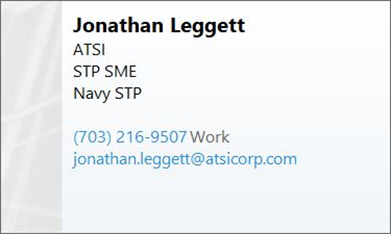 Jonathan Leggett
ATSI
STP SME
Navy STP
(703) 216-9507 Work
jonathan.leggett@atsicorp.com